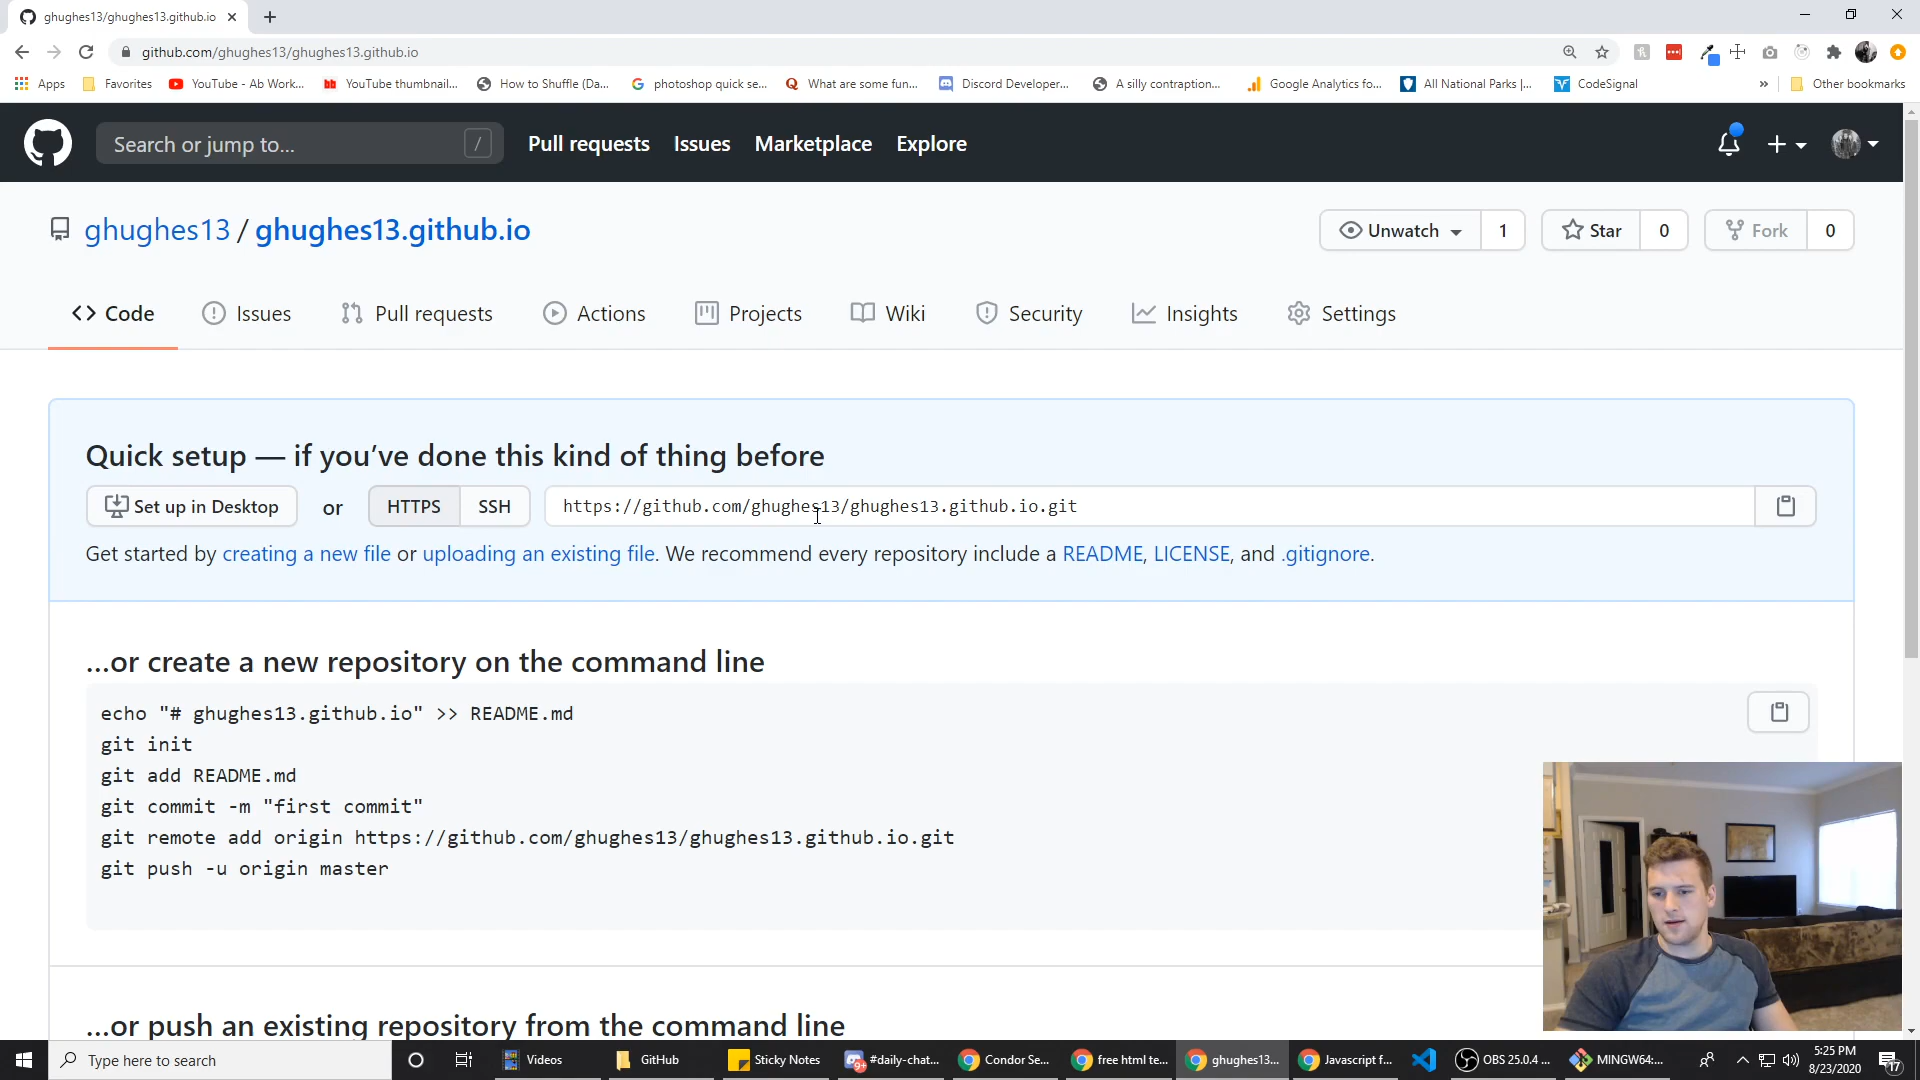 ghughes13/ghughes13.github.io
github.com/ghughes13/ghughes13.github.io
Apps Favorites YouTube - Ab Work... YouTube thumbnail... How to Shuffle (Da... photoshop quick se... What are some fun... Discord Developer... A silly contraption... Google Analytics fo... All National Parks |... CodeSignal » Other bookmarks
Search or jump to... / Pull requests Issues Marketplace Explore
ghughes13 / ghughes13.github.io Unwatch 1 Star 0 Fork 0
Code Issues Pull requests Actions Projects Wiki Security Insights Settings
Quick setup — if you’ve done this kind of thing before
Set up in Desktop or HTTPS SSH https://github.com/ghughes13/ghughes13.github.io.git
Get started by creating a new file or uploading an existing file. We recommend every repository include a README, LICENSE, and .gitignore.
...or create a new repository on the command line
echo "# ghughes13.github.io" >> README.md
git init
git add README.md
git commit -m "first commit"
git remote add origin https://github.com/ghughes13/ghughes13.github.io.git
git push -u origin master
...or push an existing repository from the command line
Type here to search Videos GitHub Sticky Notes #daily-chat... Condor Se... free html te... ghughes13... Javascript f... OBS 25.0.4 ... MINGW64:... 5:25 PM
8/23/2020 17